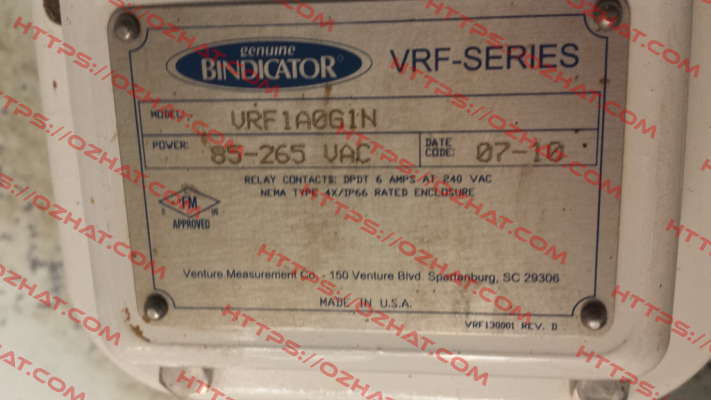 genuine
BINDICATOR®
VRF-SERIES
MODEL: VRF1A0G1N
POWER: 85-265 VAC
DATE CODE: 07-10
RELAY CONTACTS: DPDT 6 AMPS AT 240 VAC
NEMA TYPE 4X/IP66 RATED ENCLOSURE
C FM US
APPROVED
Venture Measurement Co. - 150 Venture Blvd. Spartanburg, SC 29306
MADE IN U.S.A.
VRF130001 REV. D
HTTPS://OZHAT.COM